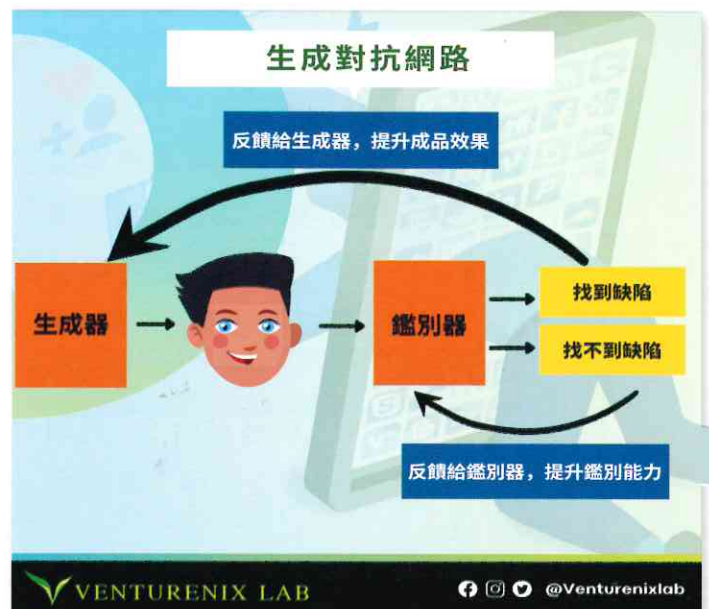 生成對抗網路
反饋給生成器，提升成品效果
生成器
鑑別器
找到缺陷
找不到缺陷
反饋給鑑別器，提升鑑別能力
VENTURENIX LAB
@Venturenixlab